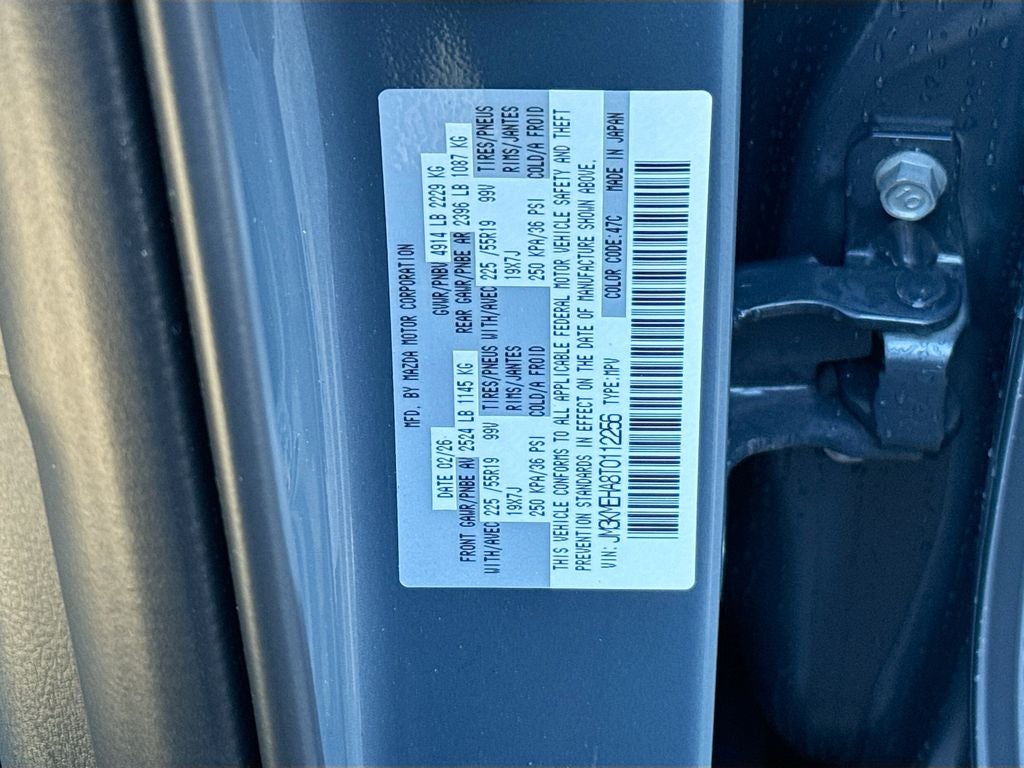 MFD. BY MAZDA MOTOR CORPORATION
DATE 02/26 GVWR/PNBV 4914 LB 2229 KG
FRONT GAWR/PNBE AV 2524 LB 1145 KG REAR GAWR/PNBE AR 2396 LB 1087 KG
WITH/AVEC 225 /55R19 99V TIRES/PNEUS WITH/AVEC 225 /55R19 99V TIRES/PNEUS
19X7J RIMS/JANTES 19X7J RIMS/JANTES
250 KPA/36 PSI COLD/A FROID 250 KPA/36 PSI COLD/A FROID
THIS VEHICLE CONFORMS TO ALL APPLICABLE FEDERAL MOTOR VEHICLE SAFETY AND THEFT
PREVENTION STANDARDS IN EFFECT ON THE DATE OF MANUFACTURE SHOWN ABOVE.
VIN: TYPE:MPV COLOR CODE:47C MADE IN JAPAN